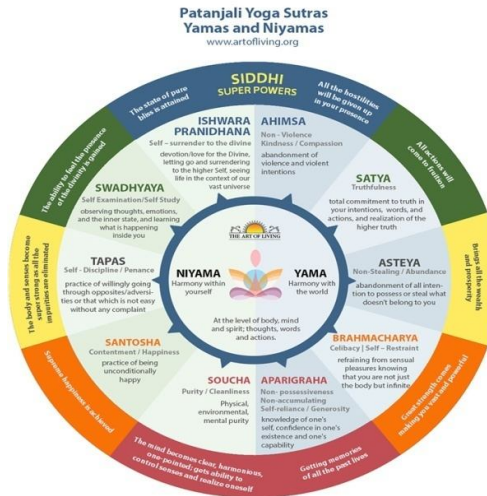 Patanjali Yoga Sutras
Yamas and Niyamas
www.artofliving.org
SIDDHI
SUPER POWERS
The state of pure
bliss is attained
All the hostilities
will be given up
in your presence
ISHWARA
PRANIDHANA
Self – surrender to the divine
devotion/love for the Divine,
letting go and surrendering
to the higher Self, seeing
life in the context of our
vast universe
AHIMSA
Non - Violence
Kindness / Compassion
abandonment of
violence and violent
intentions
The ability to feel the presence
of the divinity is gained
SWADHYAYA
Self Examination/Self Study
observing thoughts, emotions,
and the inner state, and learning
what is happening
inside you
SATYA
Truthfulness
total commitment to truth in
your intentions, words, and
actions, and realization of the
higher truth
All actions will
come to fruition
THE ART OF LIVING
The body and senses become
super strong as all the
impurities are eliminated
TAPAS
Self - Discipline / Penance
practice of willingly going
through opposites/adversi-
ties or that which is not easy
without any complaint
NIYAMA
Harmony within
yourself
YAMA
Harmony with
the world
At the level of body, mind
and spirit; thoughts, words
and actions.
ASTEYA
Non-Stealing / Abundance
abandonment of all inten-
tion to possess or steal what
doesn't belong to you
Brings all the wealth
and prosperity
SANTOSHA
Contentment / Happiness
practice of being
unconditionally
happy
BRAHMACHARYA
Celibacy | Self – Restraint
refraining from sensual
pleasures knowing
that you are not just
the body but infinite
Supreme happiness is achieved
SOUCHA
Purity / Cleanliness
Physical,
environmental,
mental purity
APARIGRAHA
Non- possessiveness
Non-accumulating
Self-reliance / Generosity
knowledge of one's
self, confidence in one's
existence and one's
capability
Great strength comes
making you vast and powerful
The mind becomes clear, harmonious,
one-pointed; gets ability to
control senses and realize oneself
Getting memories
of all the past lives